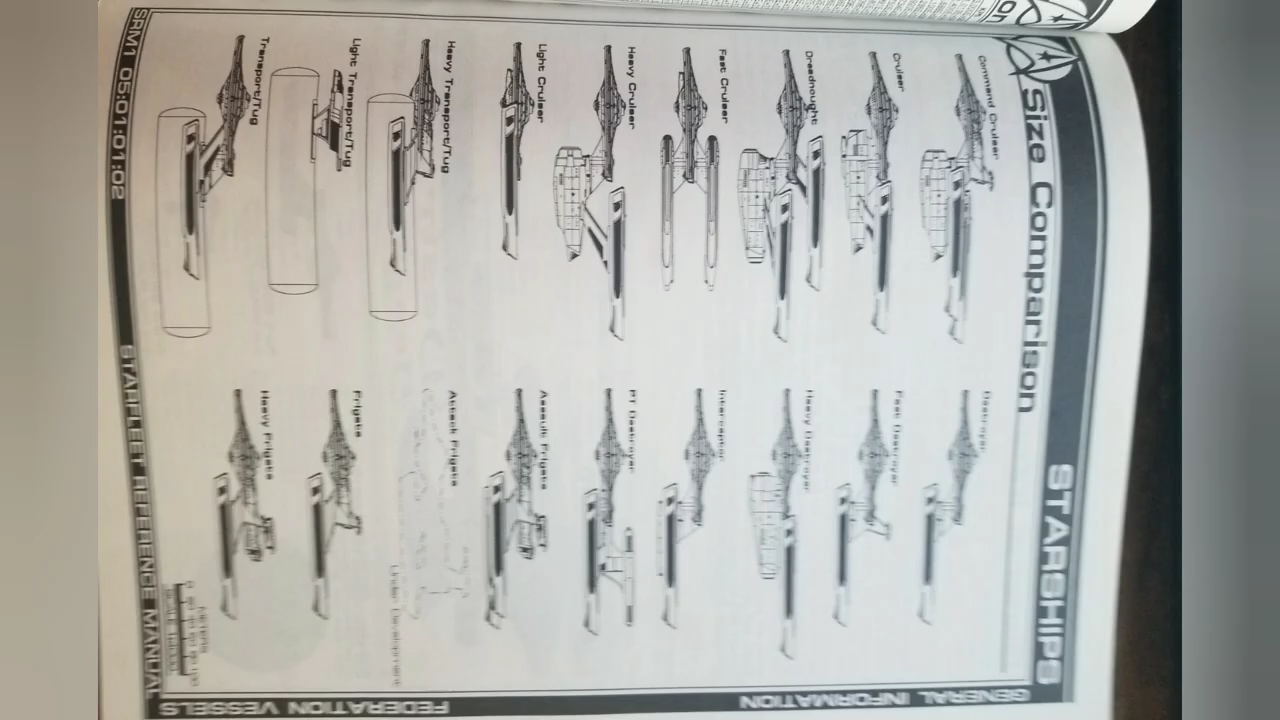 STARSHIPS
GENERAL INFORMATION
FEDERATION VESSELS
Size Comparison
Command Cruiser
Cruiser
Dreadnought
Fast Cruiser
Heavy Cruiser
Light Cruiser
Heavy Transport/Tug
Light Transport/Tug
Transport/Tug
Destroyer
Fast Destroyer
Heavy Destroyer
Interceptor
PT Destroyer
Assault Frigate
Attack Frigate
Under Development
Frigate
Heavy Frigate
METERS
SRM1 05:01:01:02
STARFLEET REFERENCE MANUAL